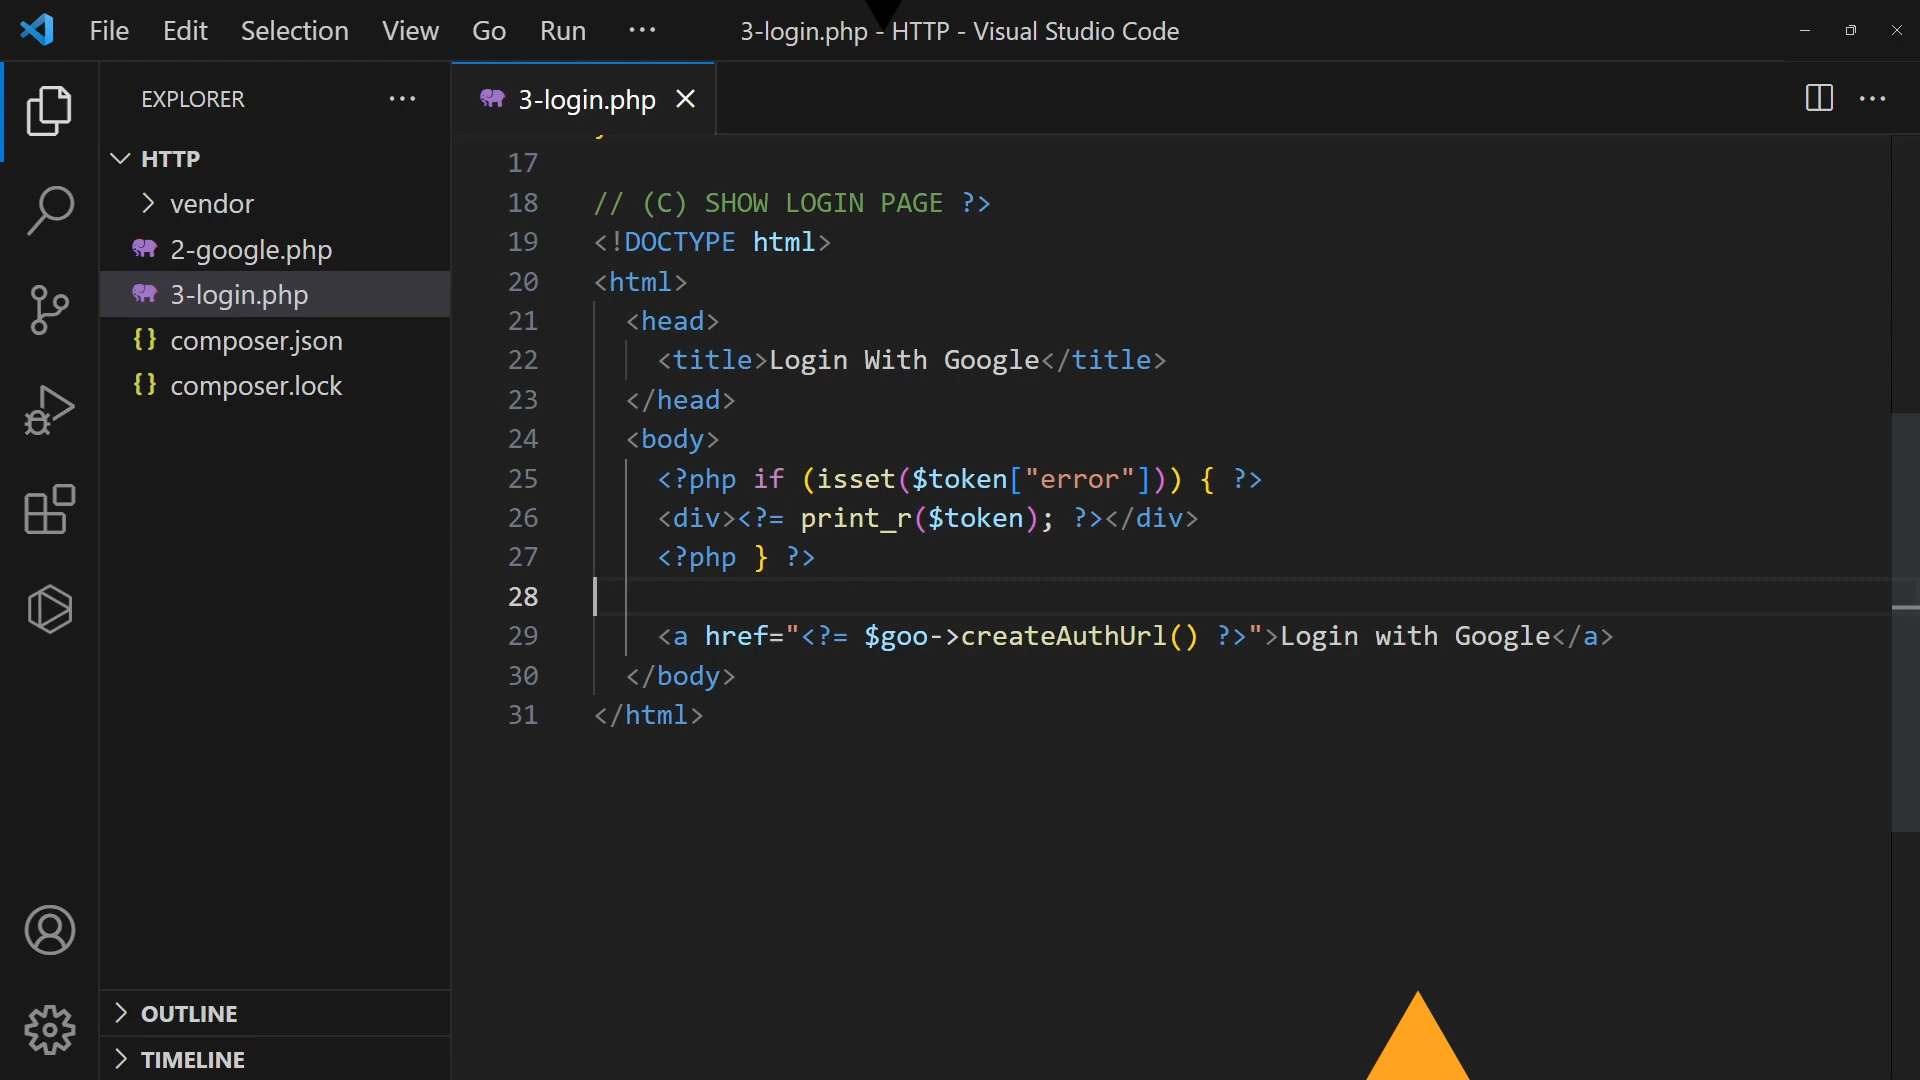 File Edit Selection View Go Run ··· 3-login.php - HTTP - Visual Studio Code
EXPLORER ···
HTTP
vendor
2-google.php
3-login.php
{} composer.json
{} composer.lock
OUTLINE
TIMELINE
3-login.php
17
18 // (C) SHOW LOGIN PAGE ?>
19 <!DOCTYPE html>
20 <html>
21 <head>
22 <title>Login With Google</title>
23 </head>
24 <body>
25 <?php if (isset($token["error"])) { ?>
26 <div><?= print_r($token); ?></div>
27 <?php } ?>
28
29 <a href="<?= $goo->createAuthUrl() ?>">Login with Google</a>
30 </body>
31 </html>